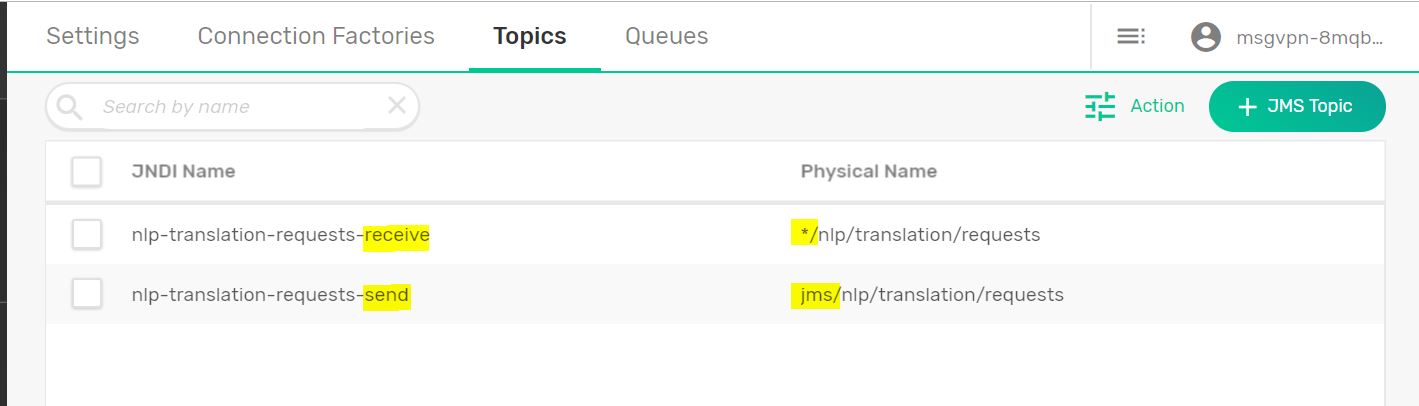 Settings Connection Factories Topics Queues msgvpn-8mqb...
Search by name Action + JMS Topic
JNDI Name Physical Name
nlp-translation-requests-receive */nlp/translation/requests
nlp-translation-requests-send jms/nlp/translation/requests